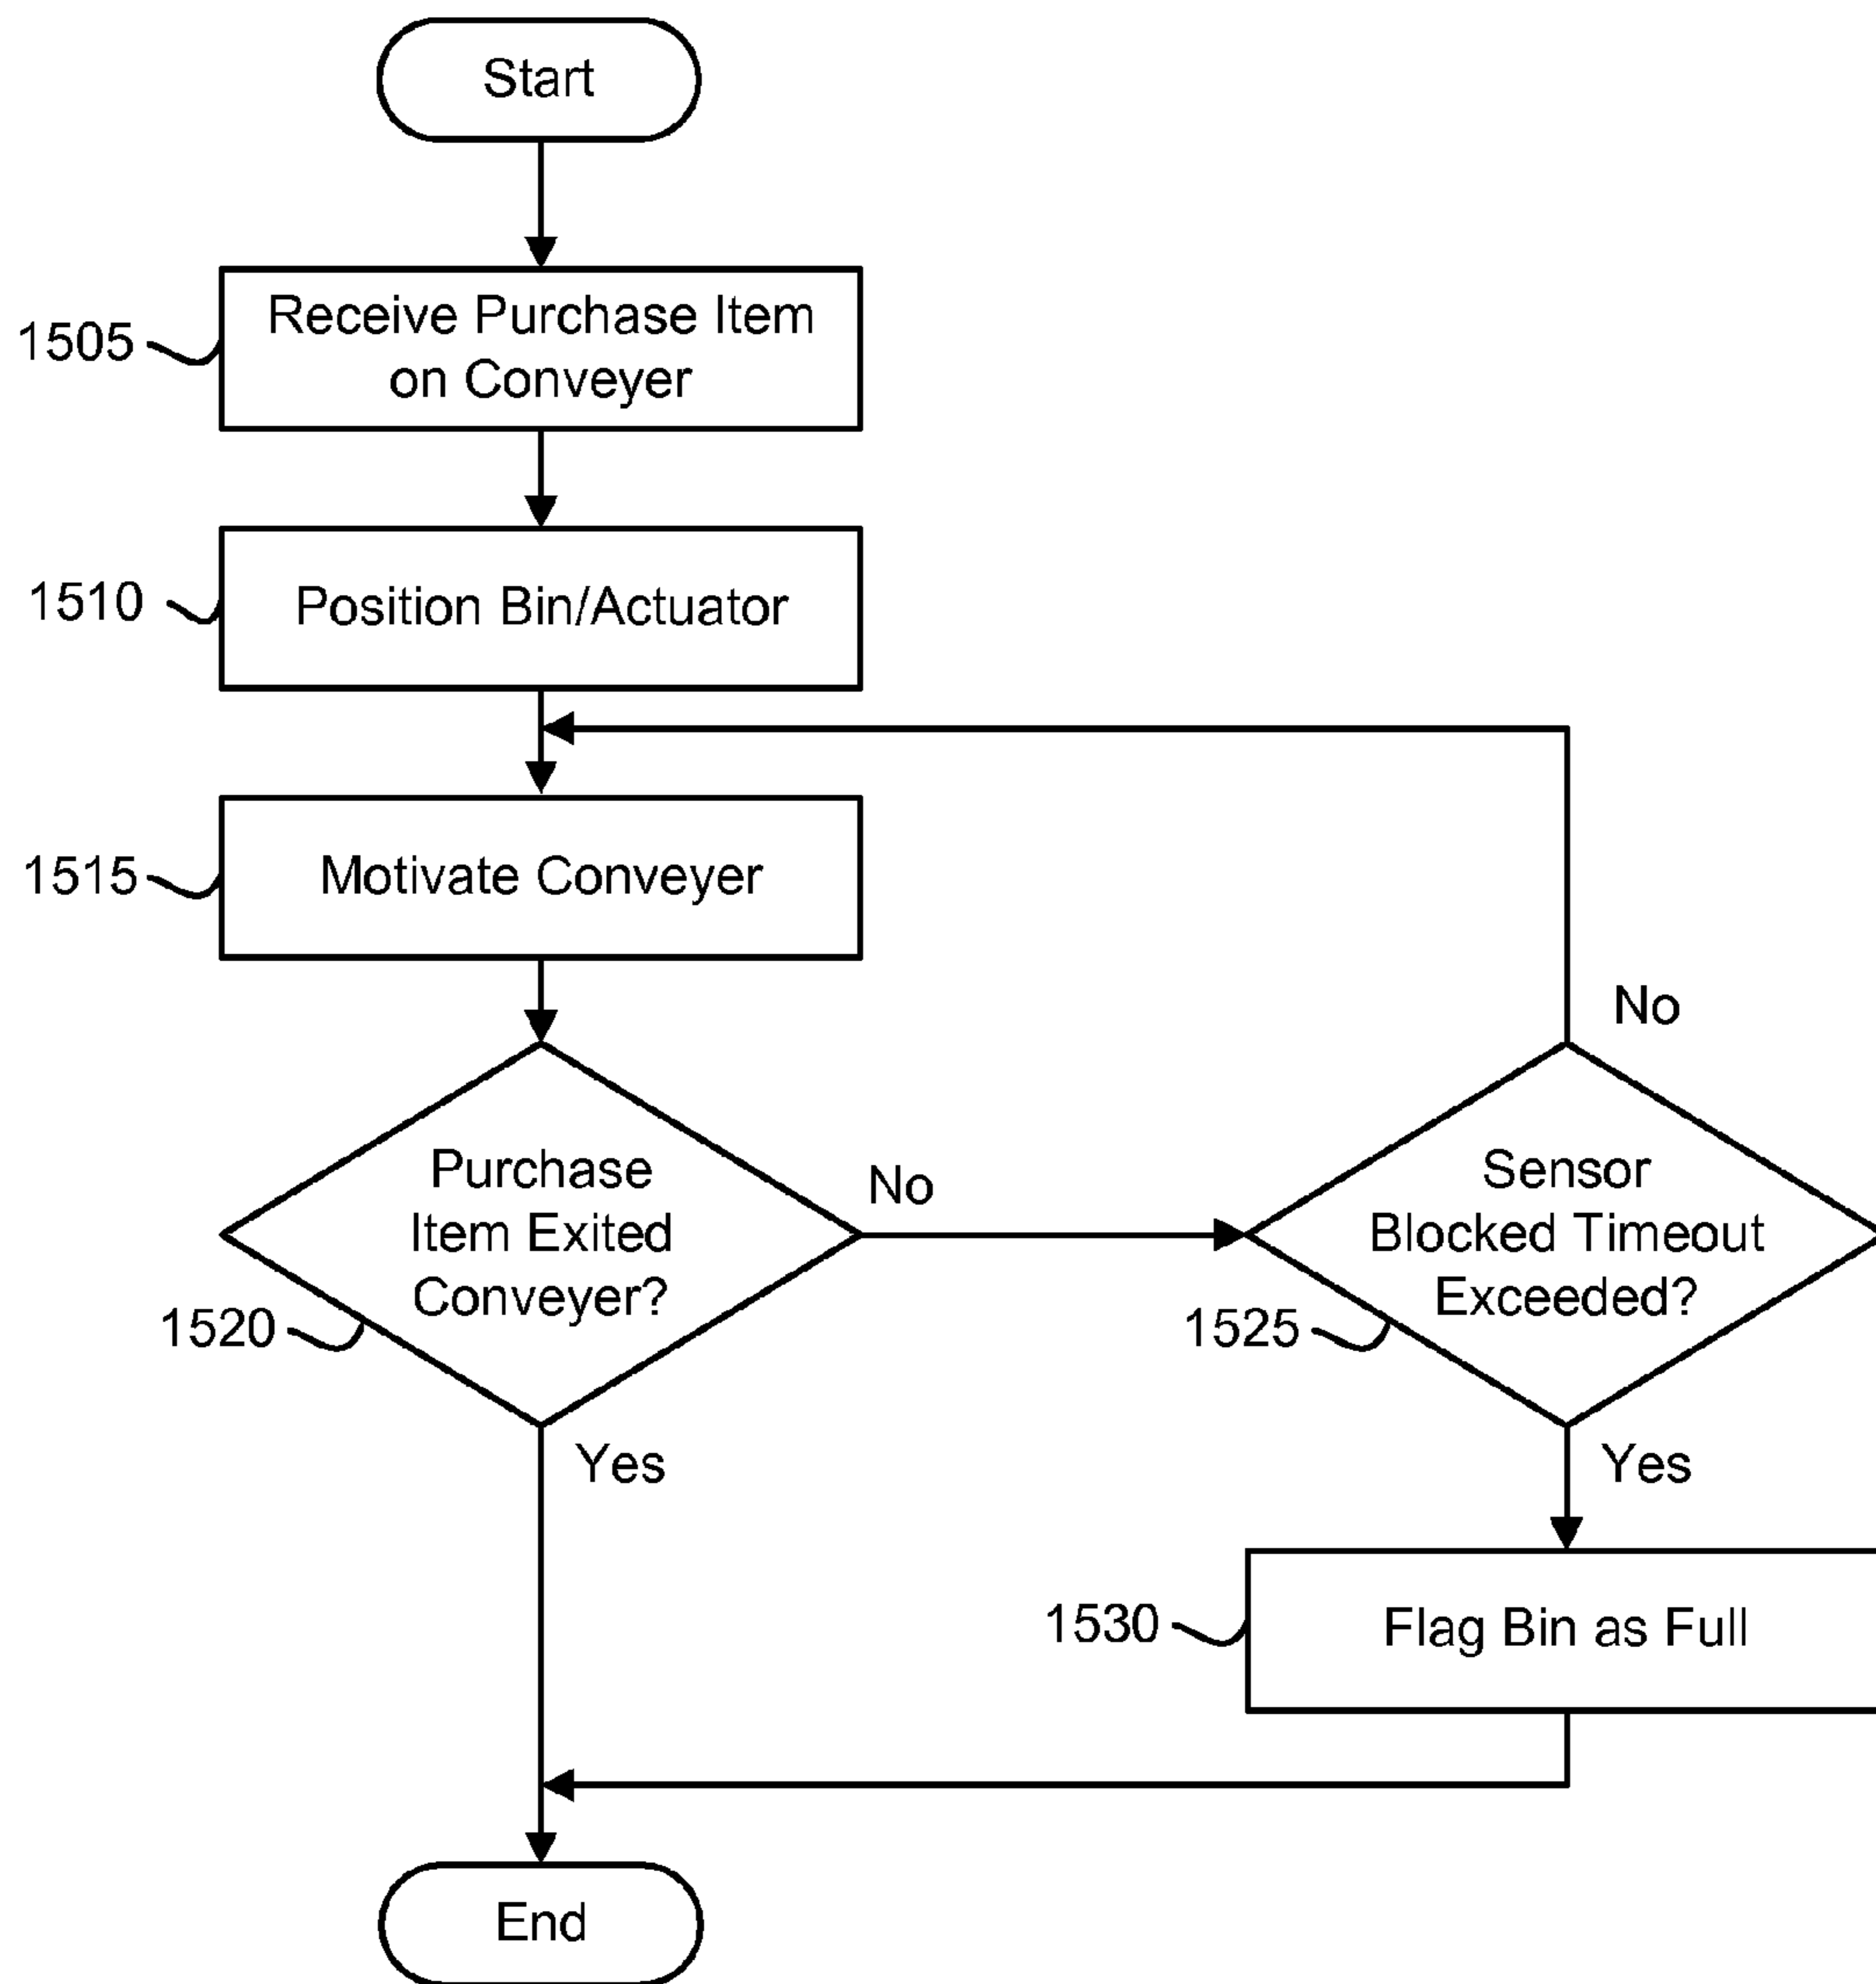 Start
1505
Receive Purchase Item
on Conveyer
1510
Position Bin/Actuator
1515
Motivate Conveyer
No
Purchase
Item Exited
Conveyer?
No
Sensor
Blocked Timeout
Exceeded?
1520
1525
Yes
Yes
1530
Flag Bin as Full
End